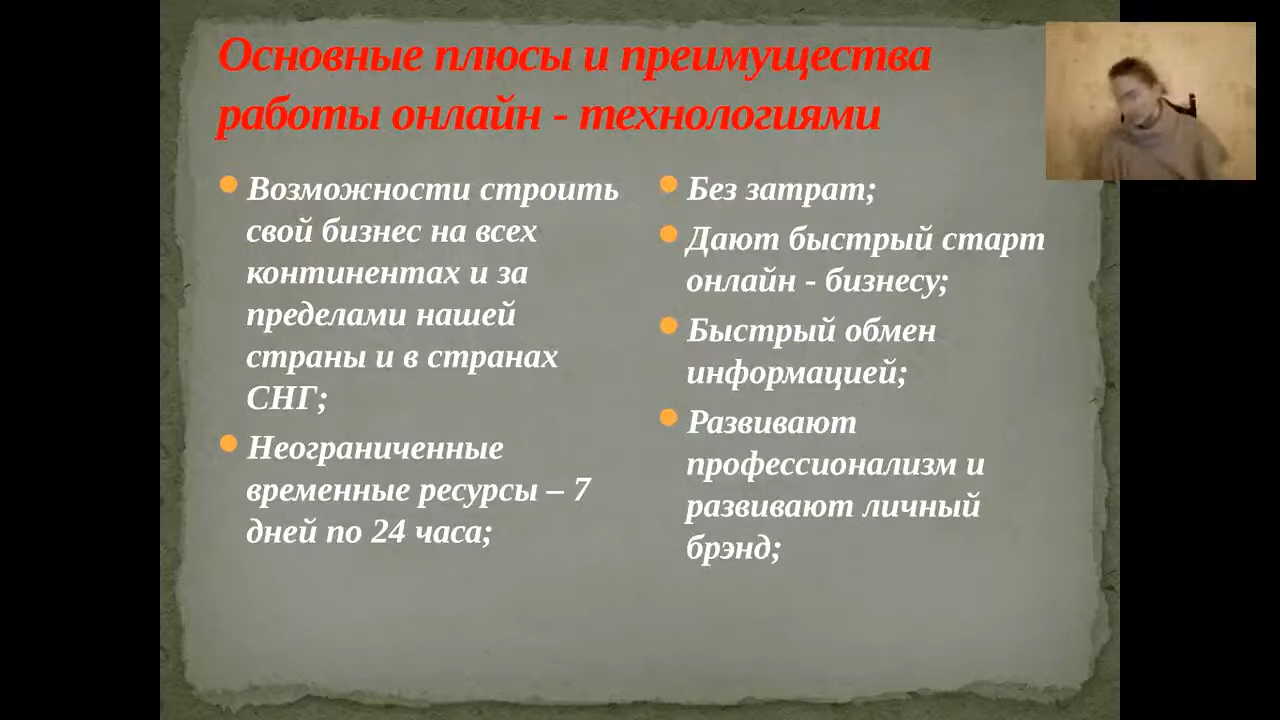 Основные плюсы и преимущества
работы онлайн - технологиями
Возможности строить
свой бизнес на всех
континентах и за
пределами нашей
страны и в странах
СНГ;
Неограниченные
временные ресурсы – 7
дней по 24 часа;
Без затрат;
Дают быстрый старт
онлайн - бизнесу;
Быстрый обмен
информацией;
Развивают
профессионализм и
развивают личный
брэнд;